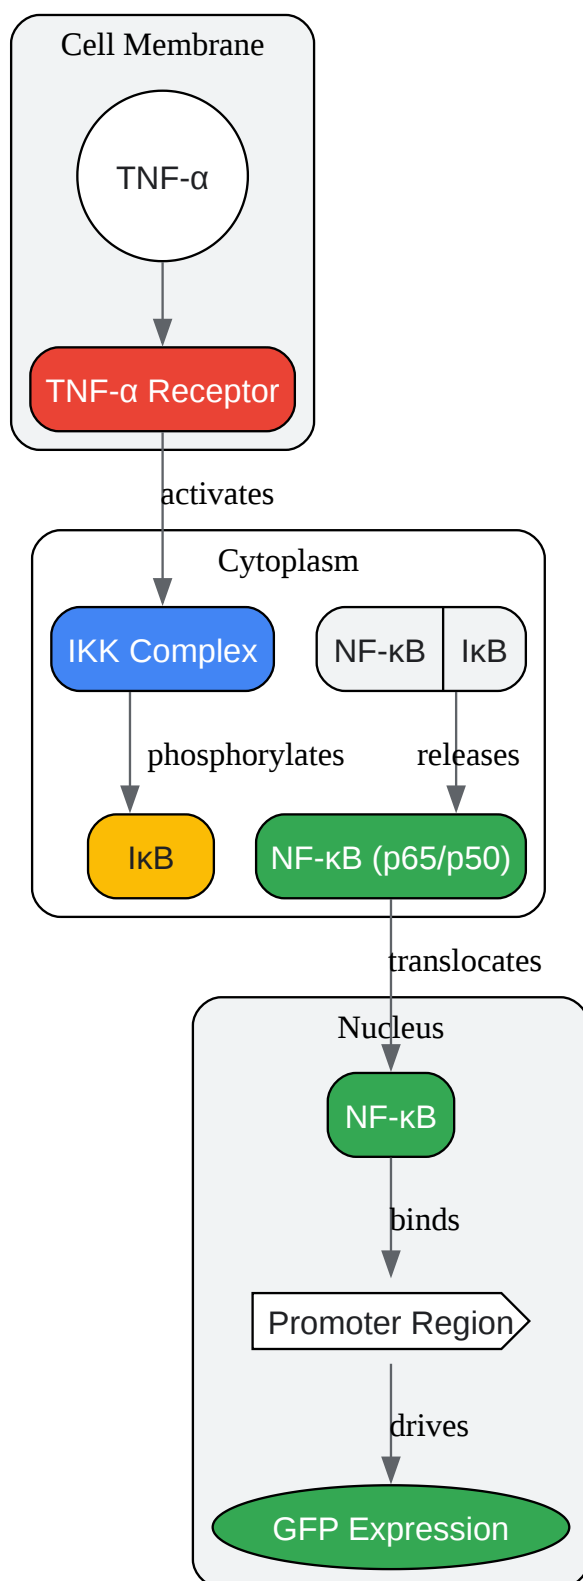 Cell Membrane
TNF-α
TNF-α Receptor
activates
Cytoplasm
IKK Complex
NF-κB
IκB
phosphorylates
releases
IκB
NF-κB (p65/p50)
translocates
Nucleus
NF-κB
binds
Promoter Region
drives
GFP Expression